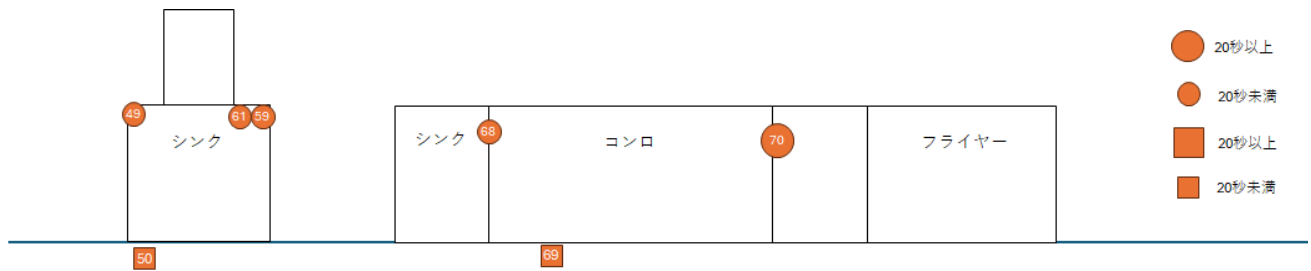 20秒以上
49
61
59
20秒未満
シンク
シンク
68
コンロ
70
フライヤー
20秒以上
20秒未満
50
69